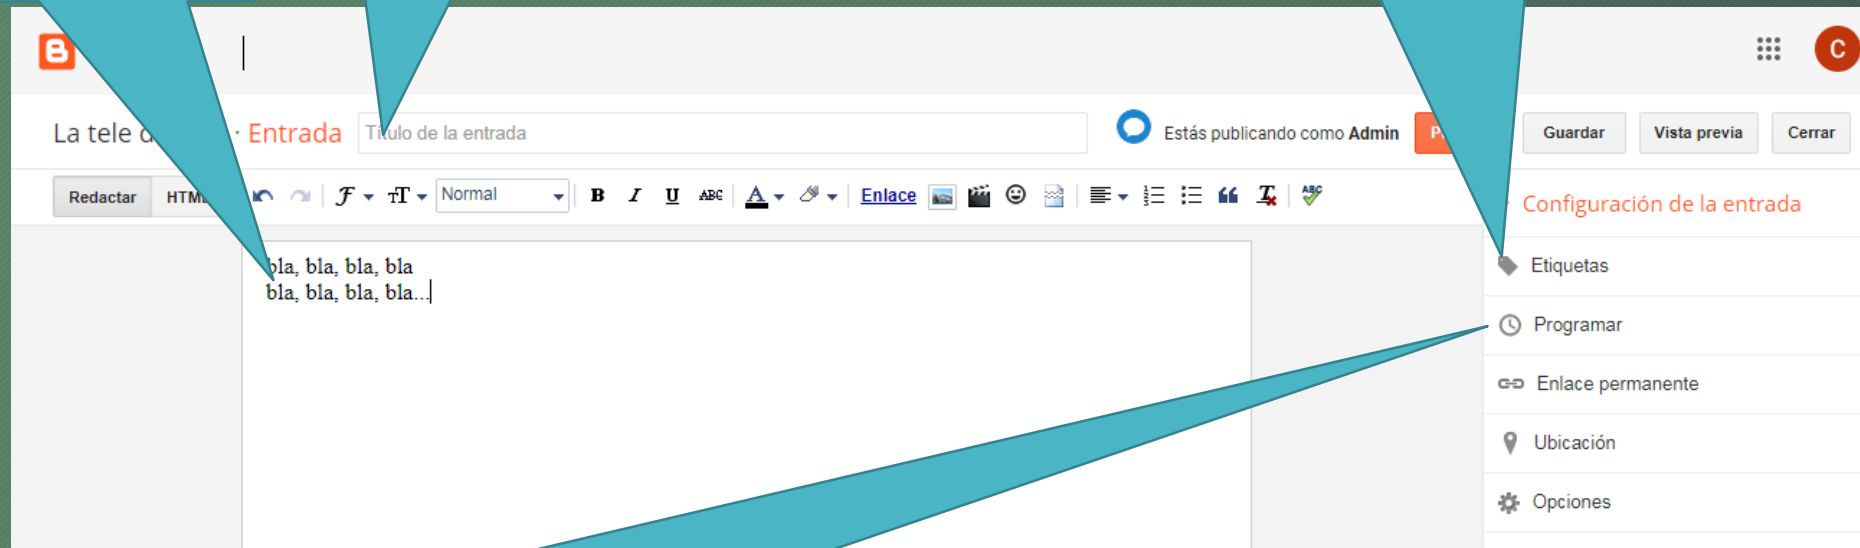 La tele d · Entrada Título de la entrada Estás publicando como Admin Guardar Vista previa Cerrar
Redactar HTML Normal Enlace
Configuración de la entrada
bla, bla, bla, bla
bla, bla, bla, bla...
Etiquetas
Programar
Enlace permanente
Ubicación
Opciones
C